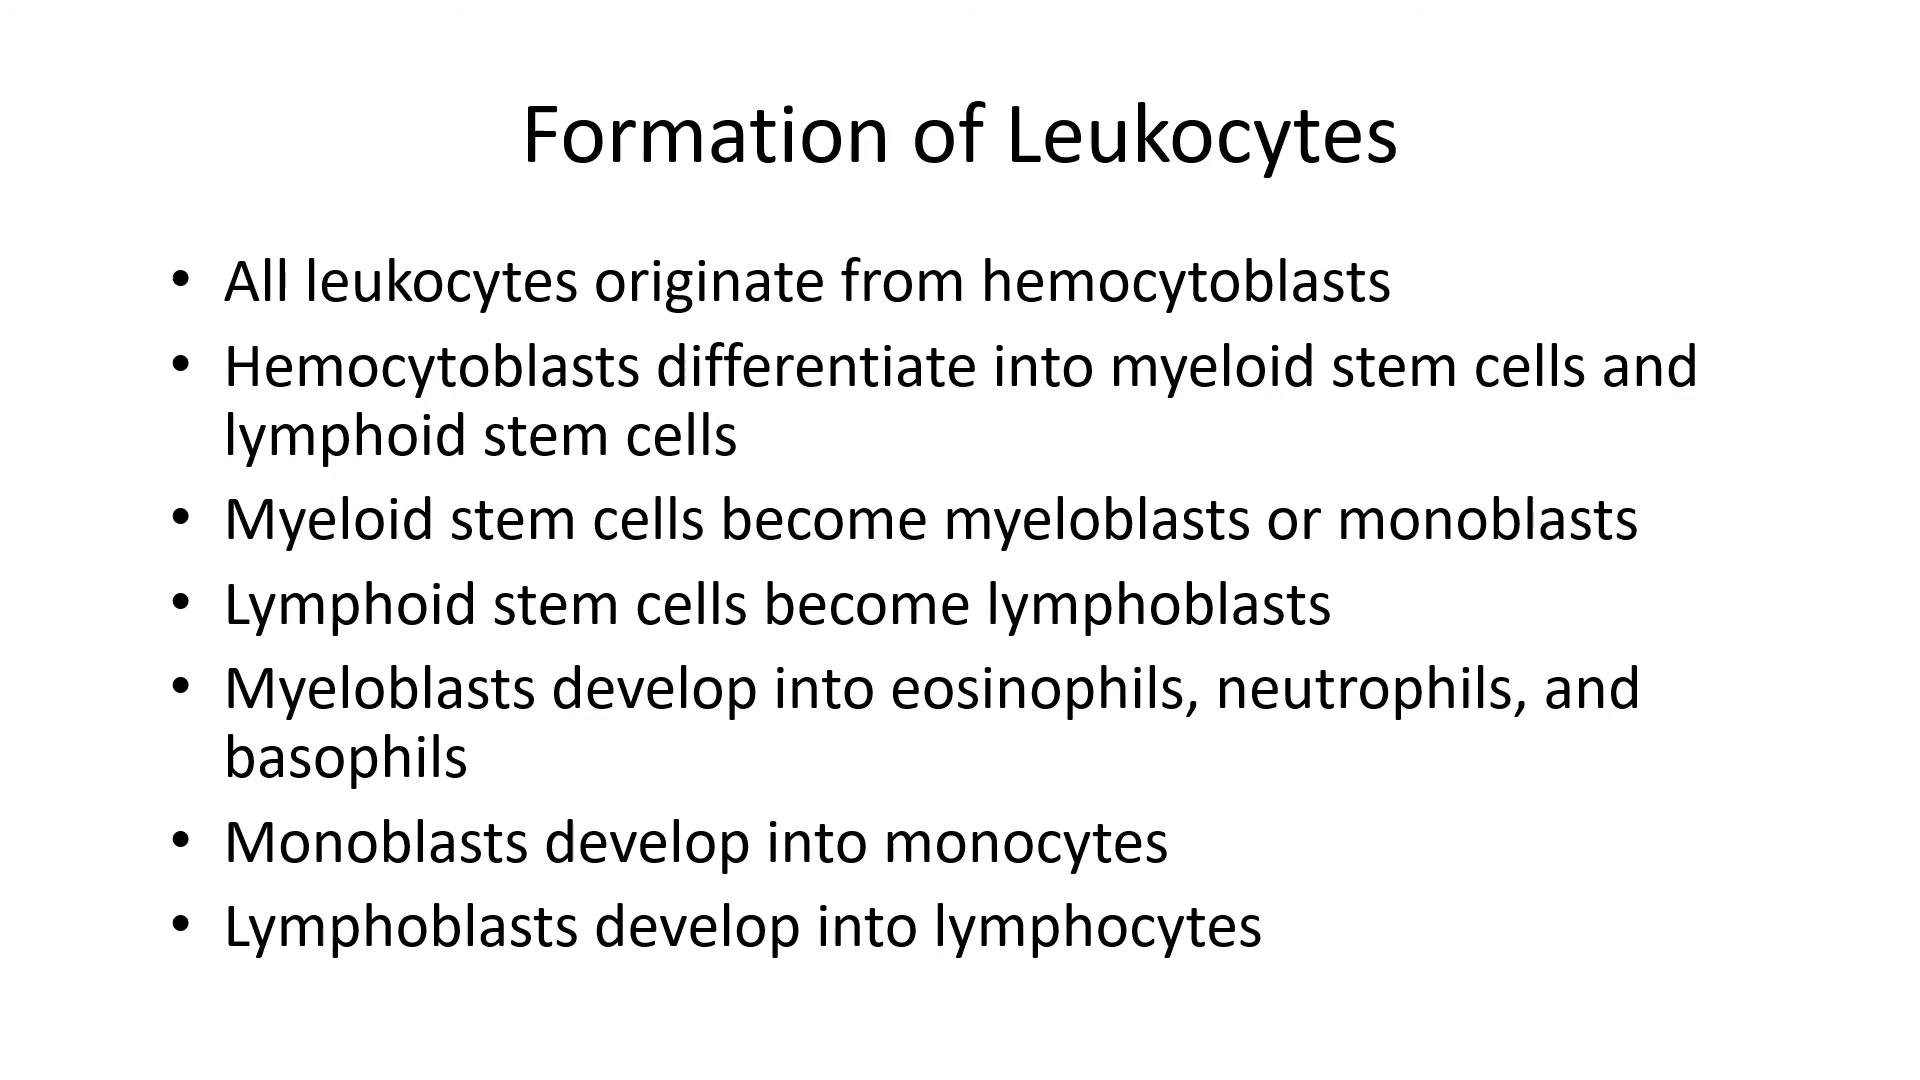 Formation of Leukocytes
• All leukocytes originate from hemocytoblasts
• Hemocytoblasts differentiate into myeloid stem cells and
lymphoid stem cells
• Myeloid stem cells become myeloblasts or monoblasts
• Lymphoid stem cells become lymphoblasts
• Myeloblasts develop into eosinophils, neutrophils, and
basophils
• Monoblasts develop into monocytes
• Lymphoblasts develop into lymphocytes